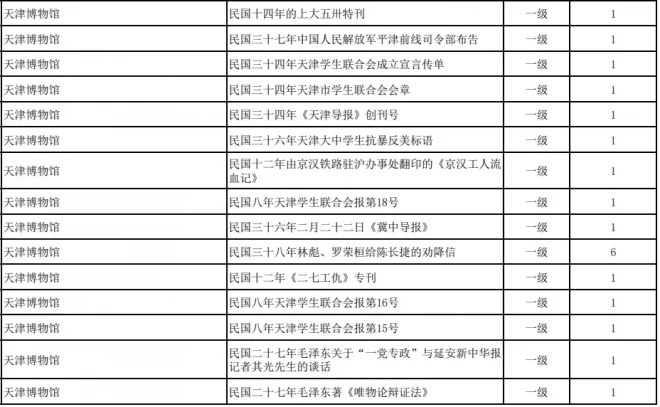 天津博物馆 民国十四年的上大五卅特刊 一级 1
天津博物馆 民国三十七年中国人民解放军平津前线司令部布告 一级 1
天津博物馆 民国三十四年天津学生联合会成立宣言传单 一级 1
天津博物馆 民国三十四年天津市学生联合会会章 一级 1
天津博物馆 民国三十四年《天津导报》创刊号 一级 1
天津博物馆 民国三十六年天津大中学生抗暴反美标语 一级 1
天津博物馆 民国十二年由京汉铁路驻沪办事处翻印的《京汉工人流
血记》 一级 1
天津博物馆 民国八年天津学生联合会报第18号 一级 1
天津博物馆 民国三十六年二月二十二日《冀中导报》 一级 1
天津博物馆 民国三十八年林彪、罗荣桓给陈长捷的劝降信 一级 6
天津博物馆 民国十二年《二七工仇》专刊 一级 1
天津博物馆 民国八年天津学生联合会报第16号 一级 1
天津博物馆 民国八年天津学生联合会报第15号 一级 1
天津博物馆 民国二十七年毛泽东关于“一党专政”与延安新中华报
记者其光先生的谈话 一级 1
天津博物馆 民国二十七年毛泽东著《唯物论辩证法》 一级 1